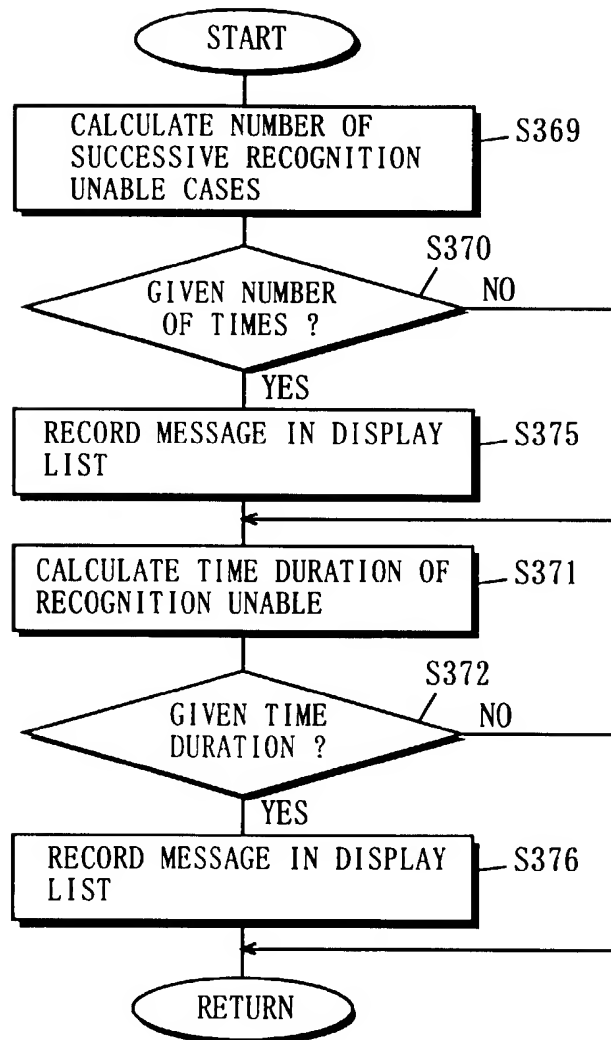 START
CALCULATE NUMBER OF
SUCCESSIVE RECOGNITION
UNABLE CASES
S369
S370
GIVEN NUMBER
OF TIMES ?
NO
YES
RECORD MESSAGE IN DISPLAY
LIST
S375
CALCULATE TIME DURATION OF
RECOGNITION UNABLE
S371
S372
GIVEN TIME
DURATION ?
NO
YES
RECORD MESSAGE IN DISPLAY
LIST
S376
RETURN